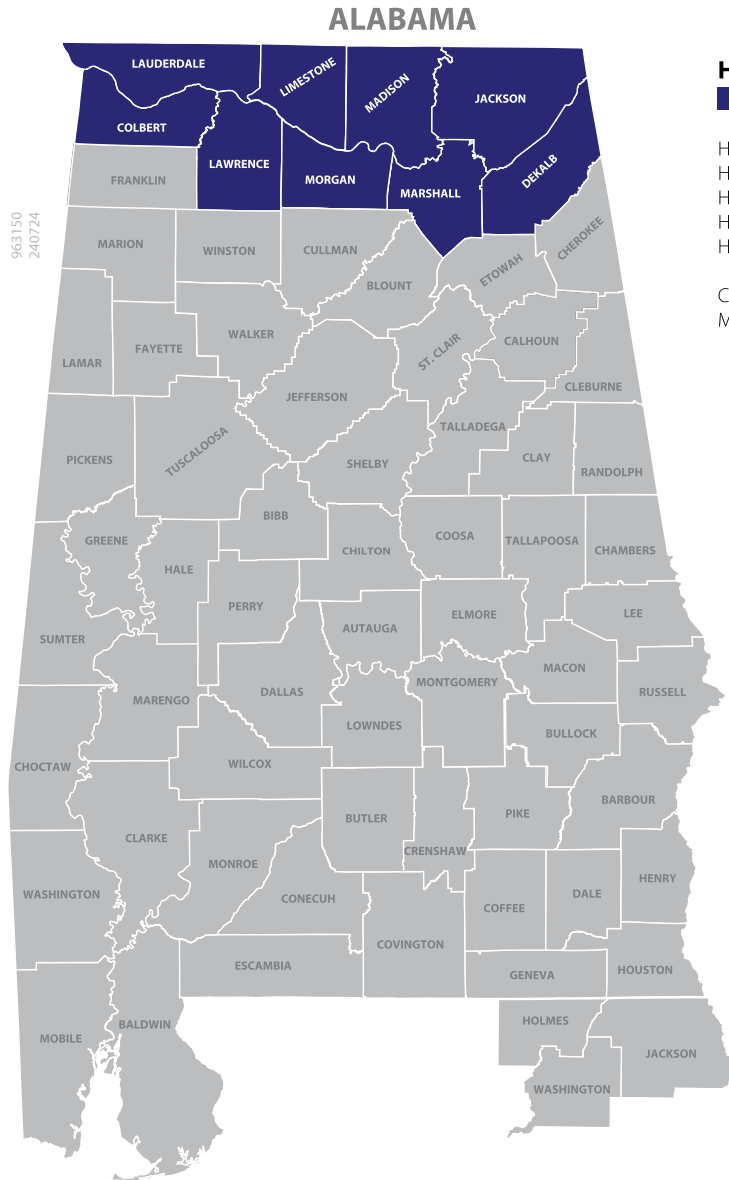 ALABAMA
LAUDERDALE
LIMESTONE
MADISON
JACKSON
COLBERT
LAWRENCE
MORGAN
MARSHALL
DEKALB
FRANKLIN
963150
240724
MARION
WINSTON
CULLMAN
BLOUNT
ETOWAH
CHEROKEE
LAMAR
FAYETTE
WALKER
JEFFERSON
ST. CLAIR
CALHOUN
CLEBURNE
PICKENS
TUSCALOOSA
SHELBY
TALLADEGA
CLAY
RANDOLPH
GREENE
HALE
BIBB
CHILTON
COOSA
TALLAPOOSA
CHAMBERS
SUMTER
PERRY
AUTAUGA
ELMORE
LEE
MARENGO
DALLAS
LOWNDES
MONTGOMERY
MACON
RUSSELL
CHOCTAW
WILCOX
BULLOCK
CLARKE
BUTLER
CRENSHAW
PIKE
BARBOUR
WASHINGTON
MONROE
CONECUH
COVINGTON
COFFEE
DALE
HENRY
ESCAMBIA
GENEVA
HOUSTON
MOBILE
BALDWIN
HOLMES
JACKSON
WASHINGTON
H
H
H
H
H
H
C
M